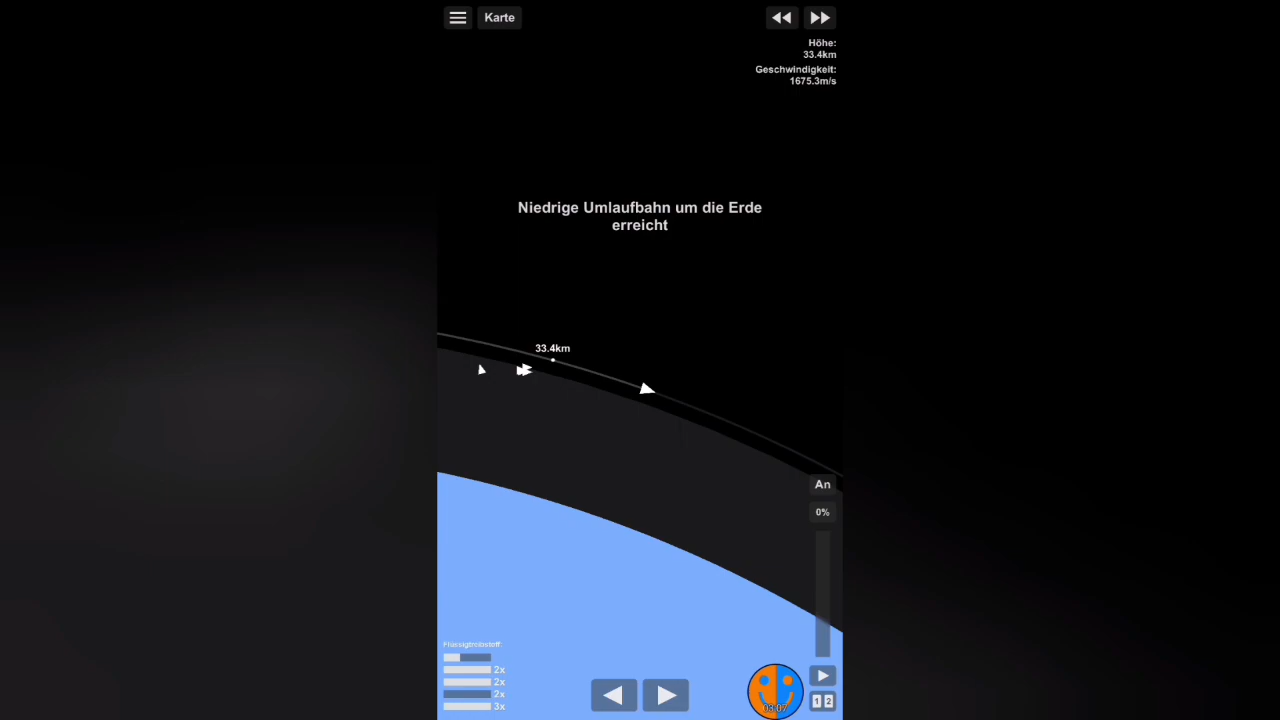 Karte
Höhe:
33.4km
Geschwindigkeit:
1675.3m/s
Niedrige Umlaufbahn um die Erde
erreicht
33.4km
An
0%
Flüssigtreibstoff:
2x
2x
2x
3x
1 2